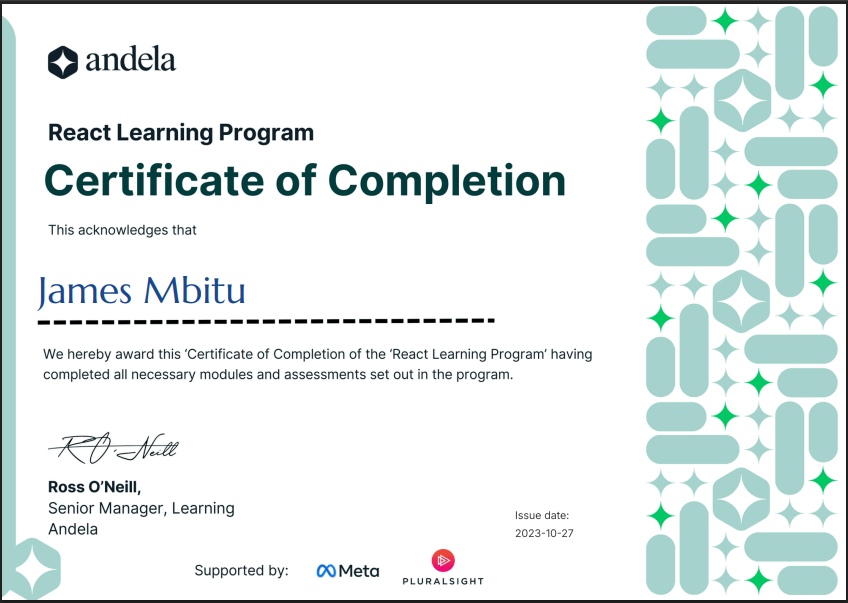 andela
React Learning Program
Certificate of Completion
This acknowledges that
James Mbitu
We hereby award this ‘Certificate of Completion of the ‘React Learning Program’ having
completed all necessary modules and assessments set out in the program.
R O'Neill
Ross O’Neill,
Senior Manager, Learning
Andela
Issue date:
2023-10-27
Supported by:
Meta
PLURALSIGHT